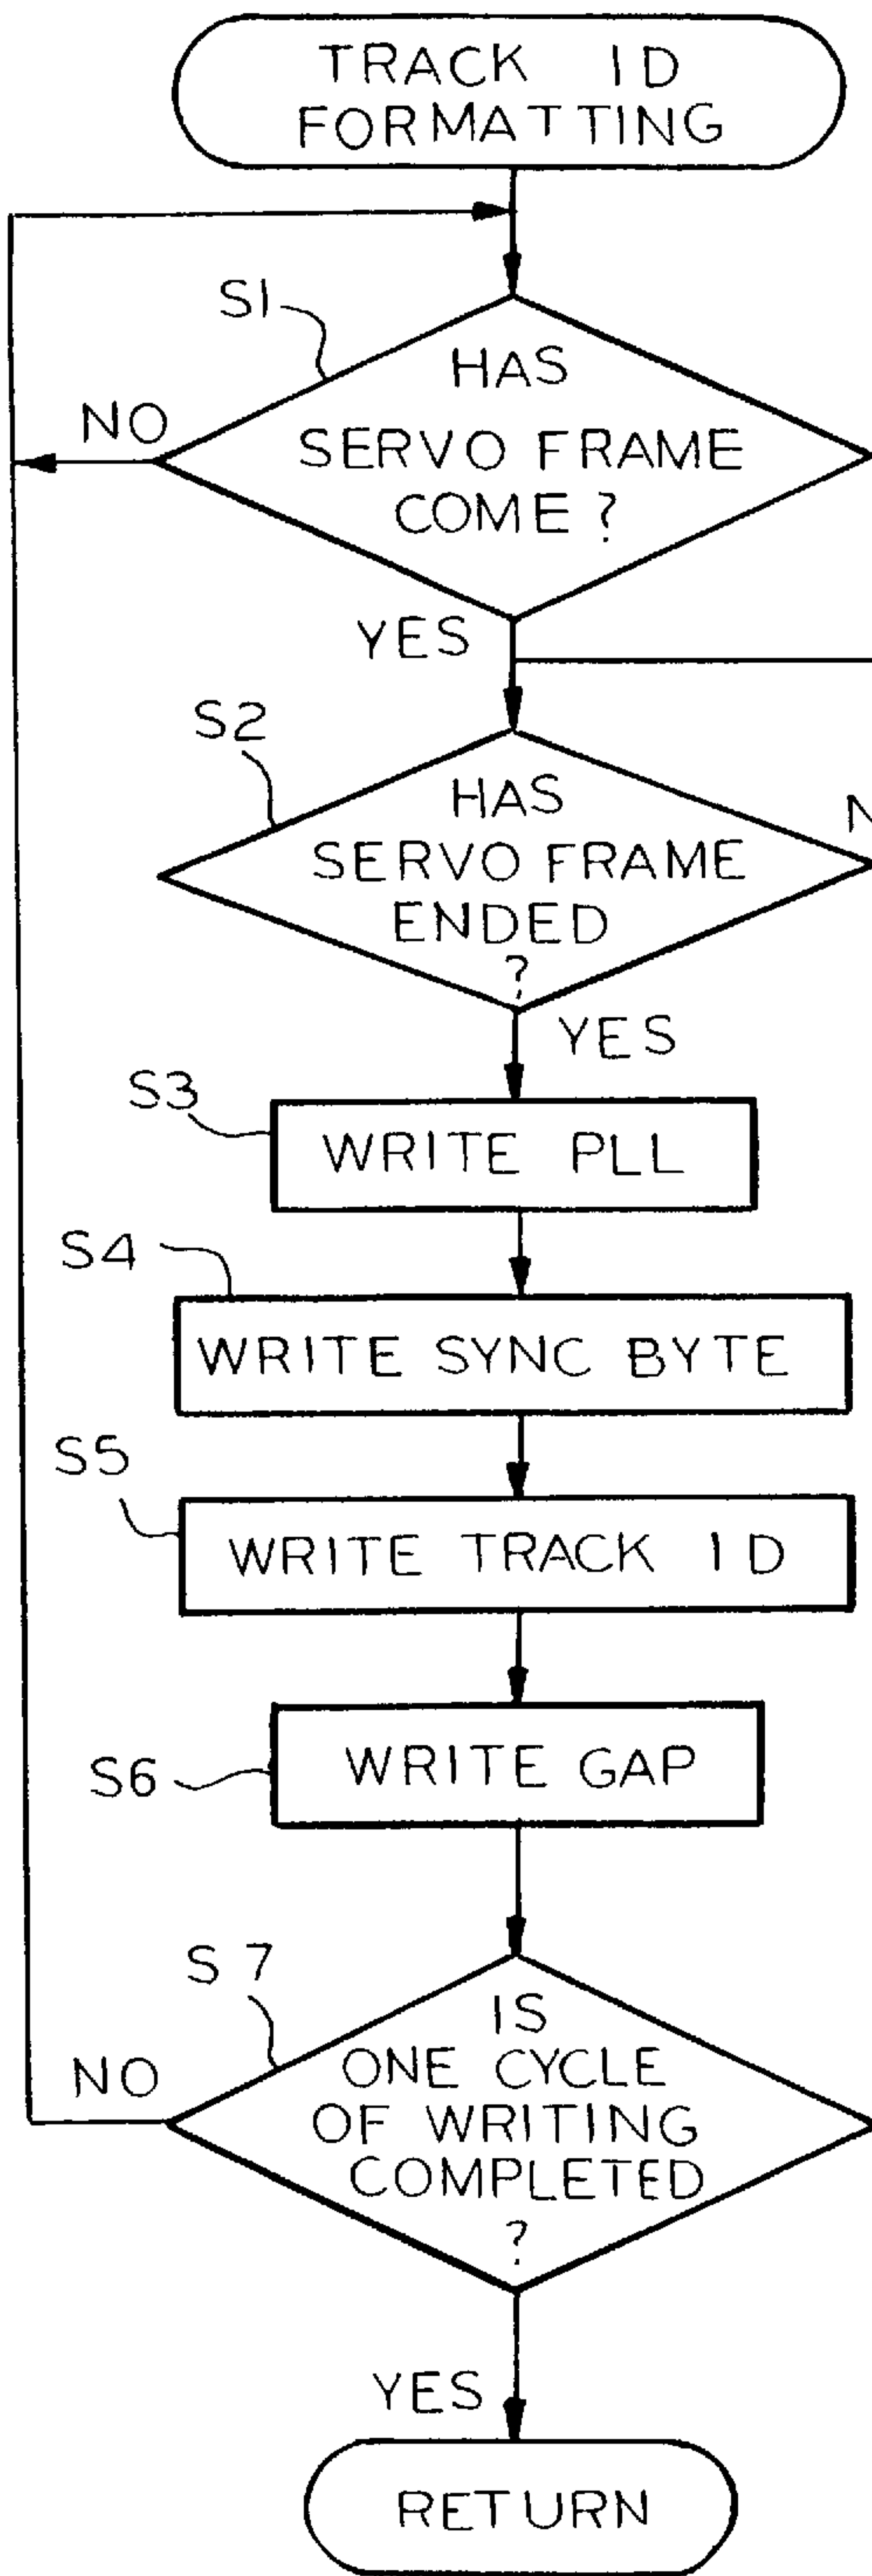 TRACK ID
FORMATTING
S1
HAS
NO
SERVO FRAME
COME ?
YES
S2
HAS
SERVO FRAME
ENDED
?
YES
S3
WRITE PLL
S4
WRITE SYNC BYTE
S5
WRITE TRACK ID
WRITE GAP
S6
S7
IS
NO
ONE CYCLE
OF WRITING
COMPLETED
?
YES
RETURN